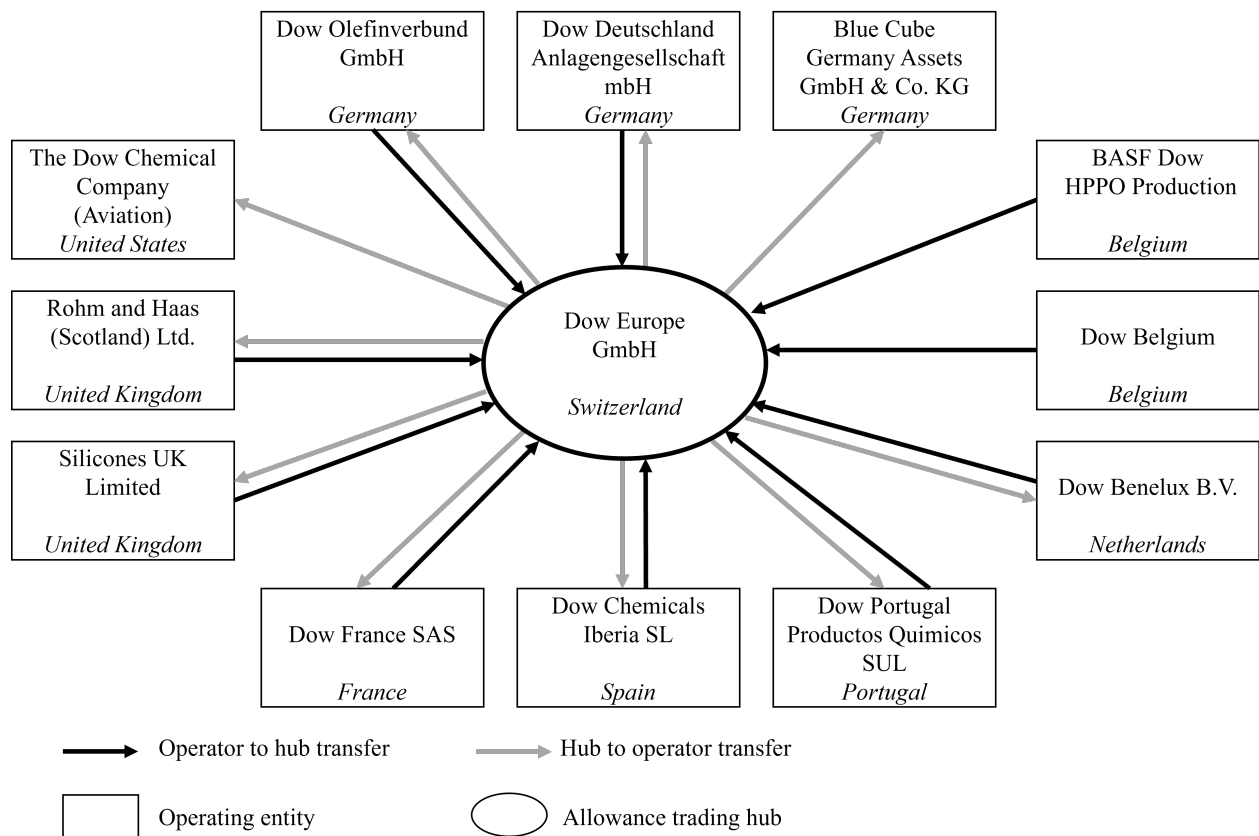 Dow Olefinverbund
GmbH
Germany
Dow Deutschland
Anlagengesellschaft
mbH
Germany
Blue Cube
Germany Assets
GmbH & Co. KG
Germany
The Dow Chemical
Company
(Aviation)
United States
BASF Dow
HPPO Production
Belgium
Rohm and Haas
(Scotland) Ltd.
United Kingdom
Dow Europe
GmbH
Switzerland
Dow Belgium
Belgium
Silicones UK
Limited
United Kingdom
Dow Benelux B.V.
Netherlands
Dow France SAS
France
Dow Chemicals
Iberia SL
Spain
Dow Portugal
Productos Quimicos
SUL
Portugal
Operator to hub transfer
Hub to operator transfer
Operating entity
Allowance trading hub